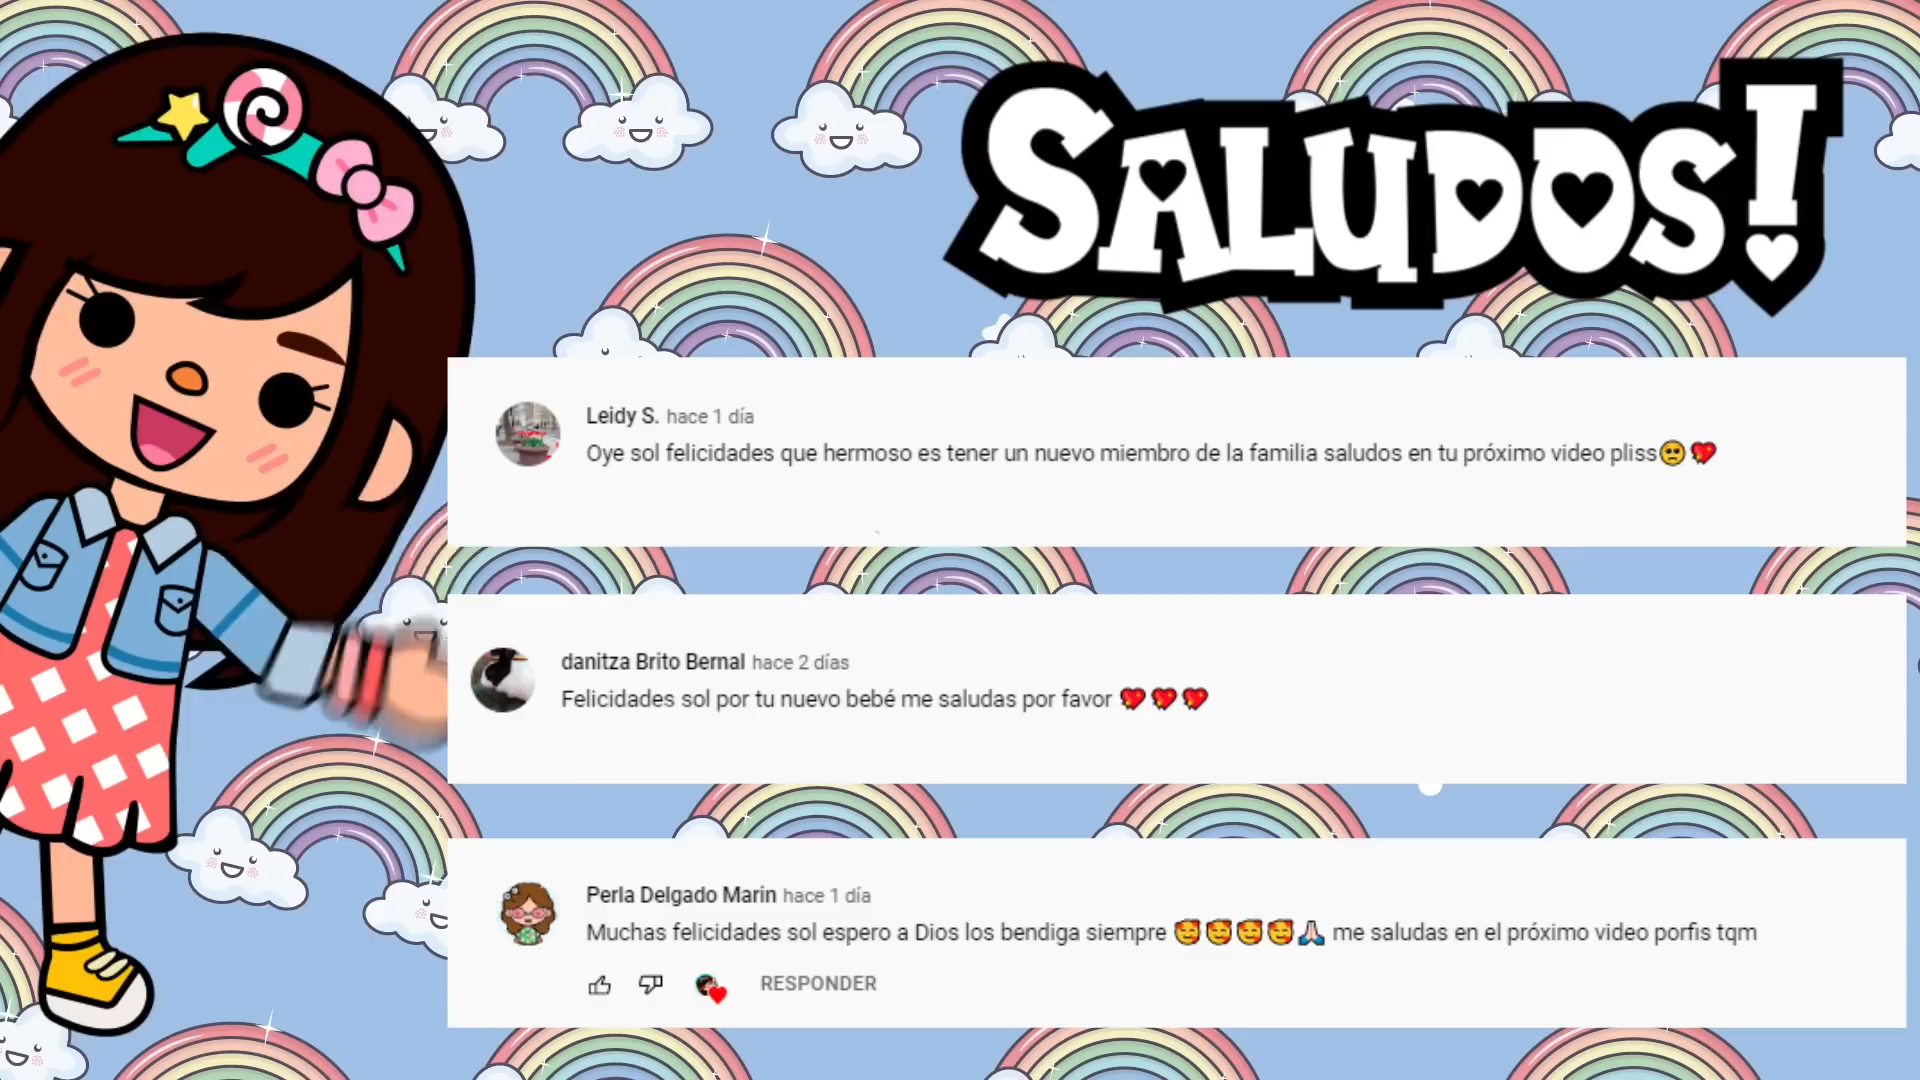 SALUDOS!
Leidy S. hace 1 día
Oye sol felicidades que hermoso es tener un nuevo miembro de la familia saludos en tu próximo video pliss🥺💖
danitza Brito Bernal hace 2 días
Felicidades sol por tu nuevo bebé me saludas por favor 💖💖💖
Perla Delgado Marin hace 1 día
Muchas felicidades sol espero a Dios los bendiga siempre 🥰🥰🥰🥰🙏🏻 me saludas en el próximo video porfis tqm
RESPONDER